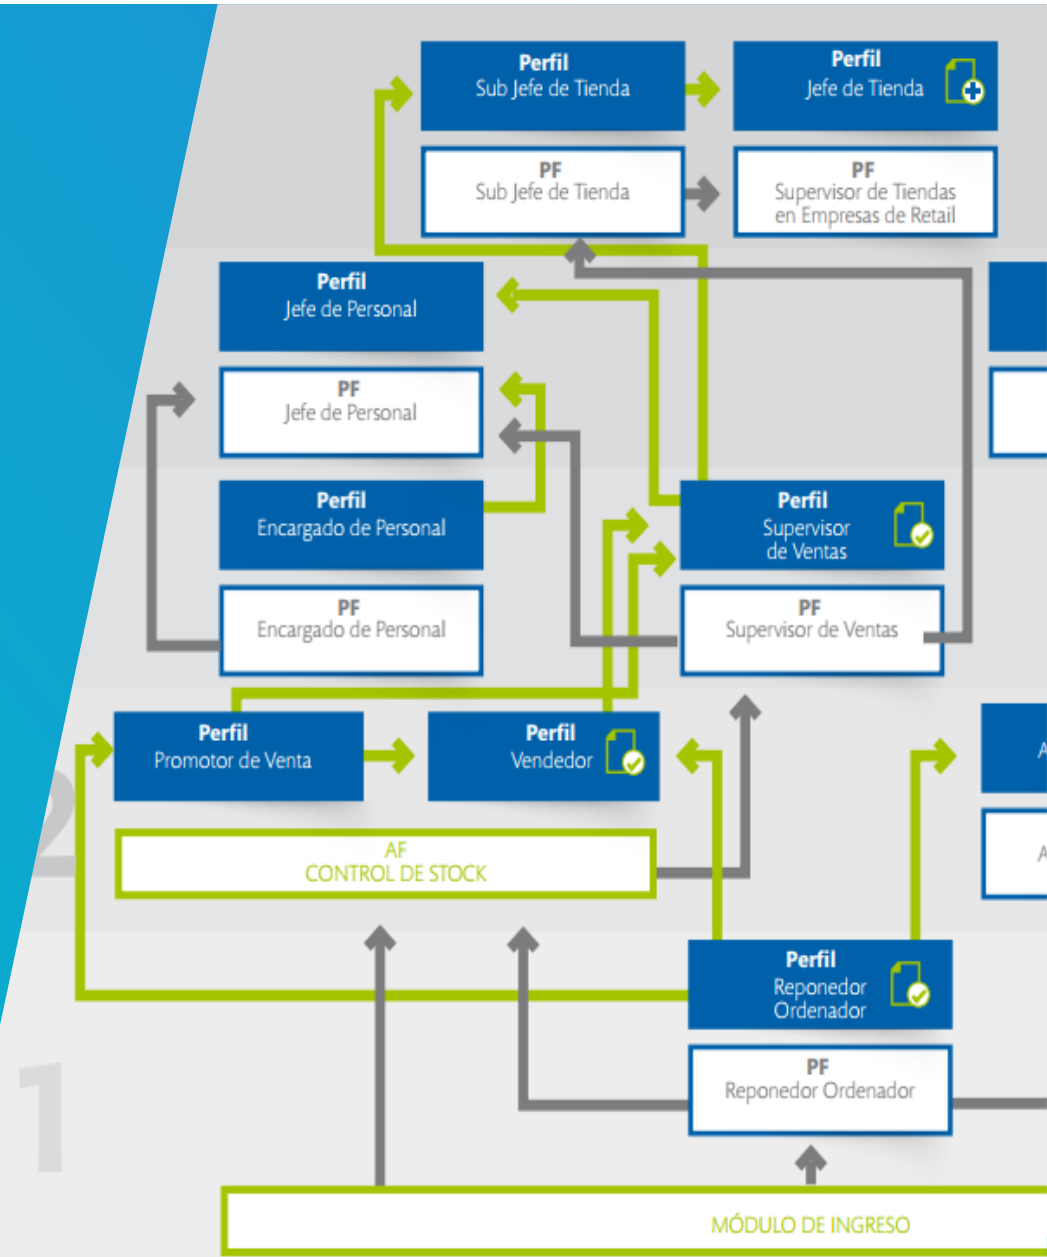 Perfil
Sub Jefe de Tienda
Perfil
Jefe de Tienda
PF
Sub Jefe de Tienda
PF
Supervisor de Tiendas
en Empresas de Retail
Perfil
Jefe de Personal
PF
Jefe de Personal
Perfil
Encargado de Personal
Perfil
Supervisor
de Ventas
PF
Encargado de Personal
PF
Supervisor de Ventas
Perfil
Promotor de Venta
Perfil
Vendedor
A
2
AF
CONTROL DE STOCK
A
Perfil
Reponedor
Ordenador
1
PF
Reponedor Ordenador
MÓDULO DE INGRESO